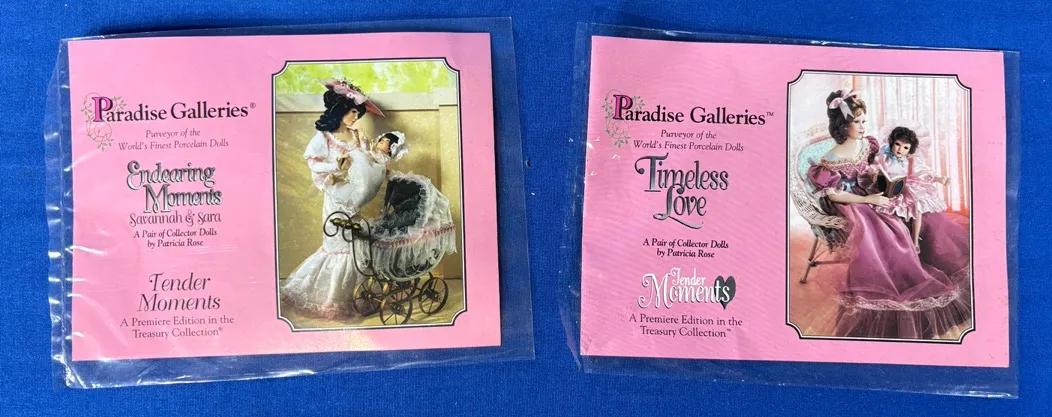 Paradise Galleries®
Purveyor of the
World's Finest Porcelain Dolls
Endearing
Moments
Savannah & Sara
A Pair of Collector Dolls
by Patricia Rose
Tender
Moments
A Premiere Edition in the
Treasury Collection®
Paradise Galleries™
Purveyor of the
World's Finest Porcelain Dolls
Timeless
Love
A Pair of Collector Dolls
by Patricia Rose
Tender
Moments
A Premiere Edition in the
Treasury Collection™